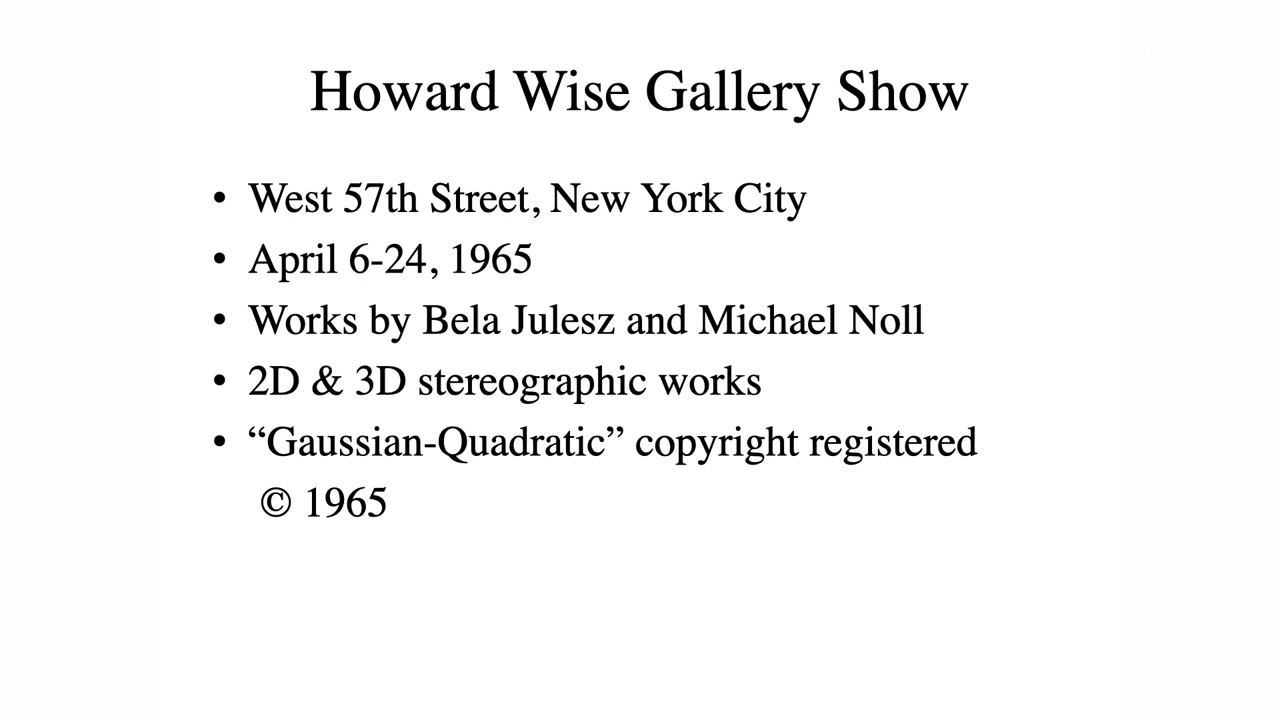 Howard Wise Gallery Show
• West 57th Street, New York City
• April 6-24, 1965
• Works by Bela Julesz and Michael Noll
• 2D & 3D stereographic works
• “Gaussian-Quadratic” copyright registered
© 1965